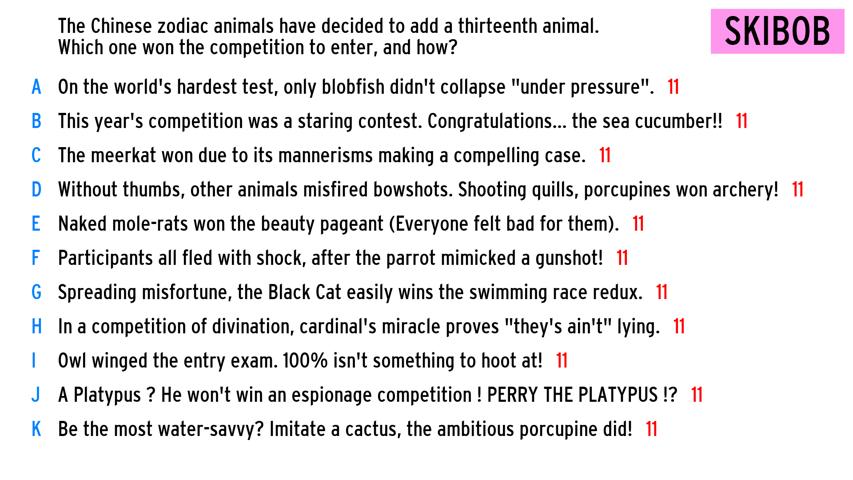 The Chinese zodiac animals have decided to add a thirteenth animal.
Which one won the competition to enter, and how?
SKIBOB
A On the world's hardest test, only blobfish didn't collapse "under pressure". 11
B This year's competition was a staring contest. Congratulations... the sea cucumber!! 11
C The meerkat won due to its mannerisms making a compelling case. 11
D Without thumbs, other animals misfired bowshots. Shooting quills, porcupines won archery! 11
E Naked mole-rats won the beauty pageant (Everyone felt bad for them). 11
F Participants all fled with shock, after the parrot mimicked a gunshot! 11
G Spreading misfortune, the Black Cat easily wins the swimming race redux. 11
H In a competition of divination, cardinal's miracle proves "they's ain't" lying. 11
I Owl winged the entry exam. 100% isn't something to hoot at! 11
J A Platypus ? He won't win an espionage competition ! PERRY THE PLATYPUS !? 11
K Be the most water-savvy? Imitate a cactus, the ambitious porcupine did! 11